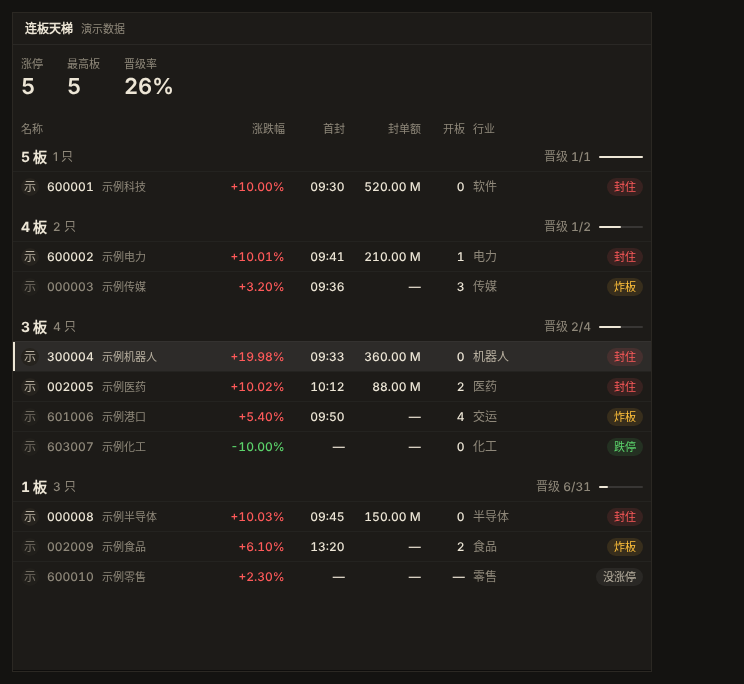 连板天梯 演示数据
涨停 最高板 晋级率
5 5 26%
名称 涨跌幅 首封 封单额 开板 行业
5 板 1 只 晋级 1/1
示 600001 示例科技 +10.00% 09:30 520.00 M 0 软件 封住
4 板 2 只 晋级 1/2
示 600002 示例电力 +10.01% 09:41 210.00 M 1 电力 封住
示 000003 示例传媒 +3.20% 09:36 — 3 传媒 炸板
3 板 4 只 晋级 2/4
示 300004 示例机器人 +19.98% 09:33 360.00 M 0 机器人 封住
示 002005 示例医药 +10.02% 10:12 88.00 M 2 医药 封住
示 601006 示例港口 +5.40% 09:50 — 4 交运 炸板
示 603007 示例化工 -10.00% — — 0 化工 跌停
1 板 3 只 晋级 6/31
示 000008 示例半导体 +10.03% 09:45 150.00 M 0 半导体 封住
示 002009 示例食品 +6.10% 13:20 — 2 食品 炸板
示 600010 示例零售 +2.30% — — — 零售 没涨停